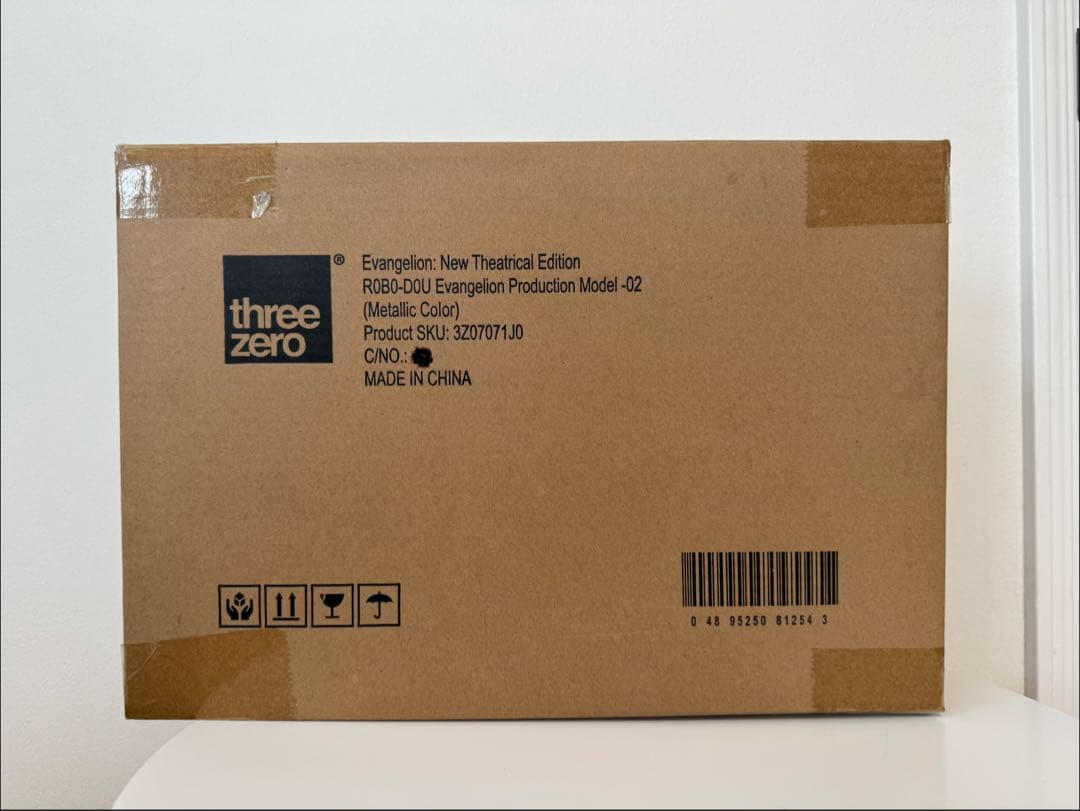 three
zero
®
Evangelion: New Theatrical Edition
R0B0-D0U Evangelion Production Model -02
(Metallic Color)
Product SKU: 3Z07071J0
C/NO.:
MADE IN CHINA
0 48 95250 81254 3